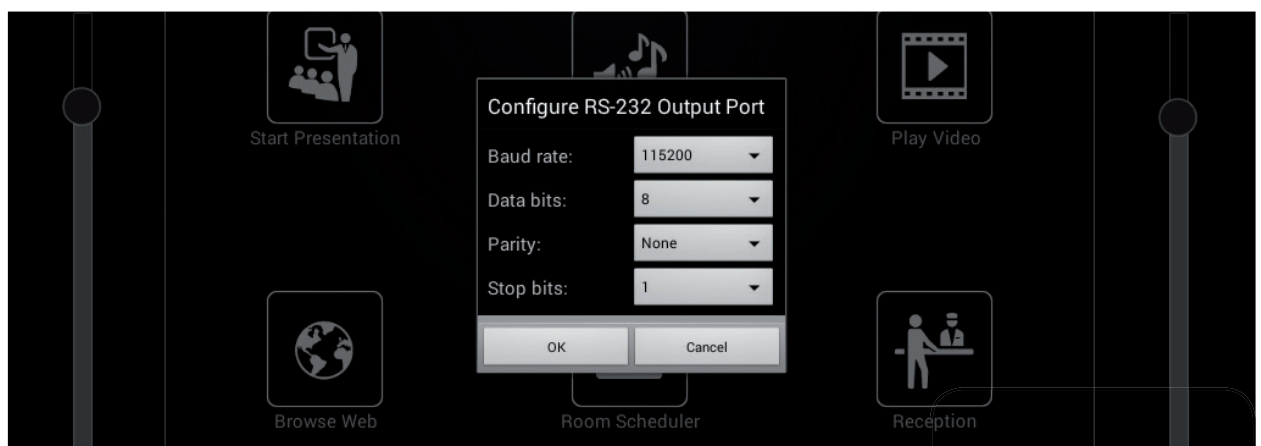 Start Presentation
Play Video
Configure RS-232 Output Port
Baud rate: 115200
Data bits: 8
Parity: None
Stop bits: 1
OK Cancel
Browse Web
Room Scheduler
Reception